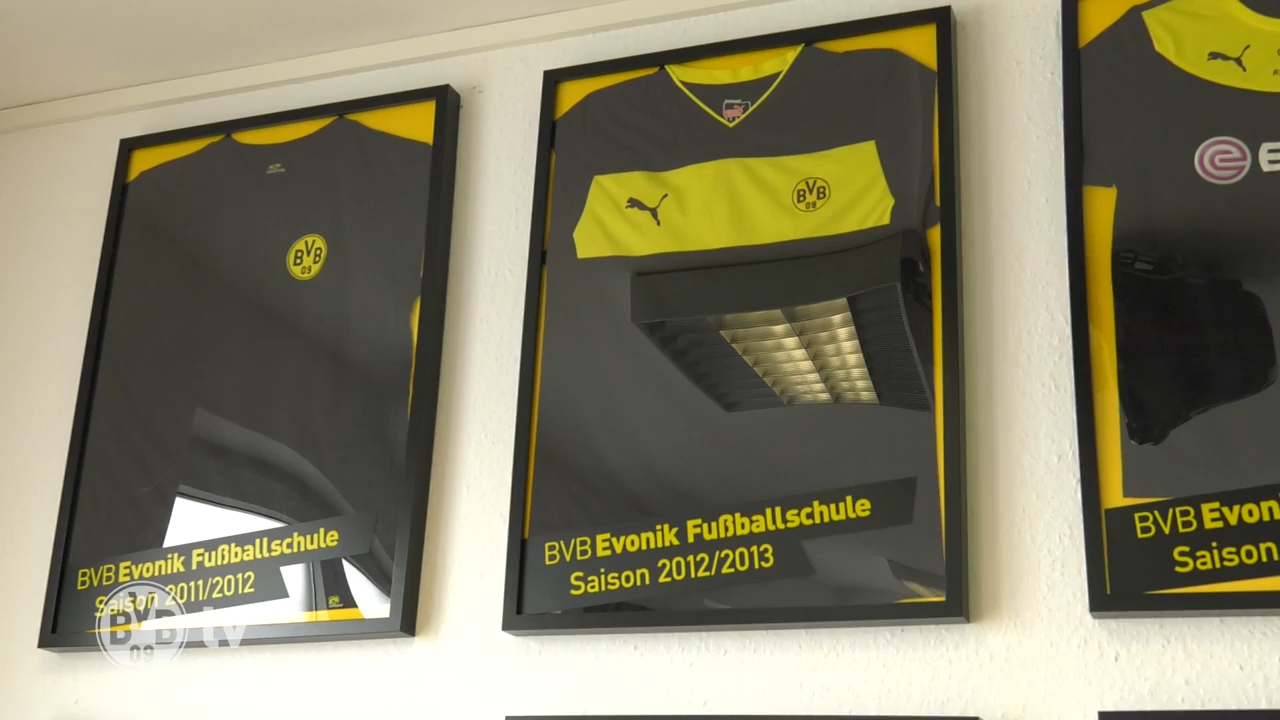 BVB
09
BVB Evonik Fußballschule
Saison 2011/2012
BVB
09
tv
BVB
09
BVB Evonik Fußballschule
Saison 2012/2013
E
BVB Evon
Saison